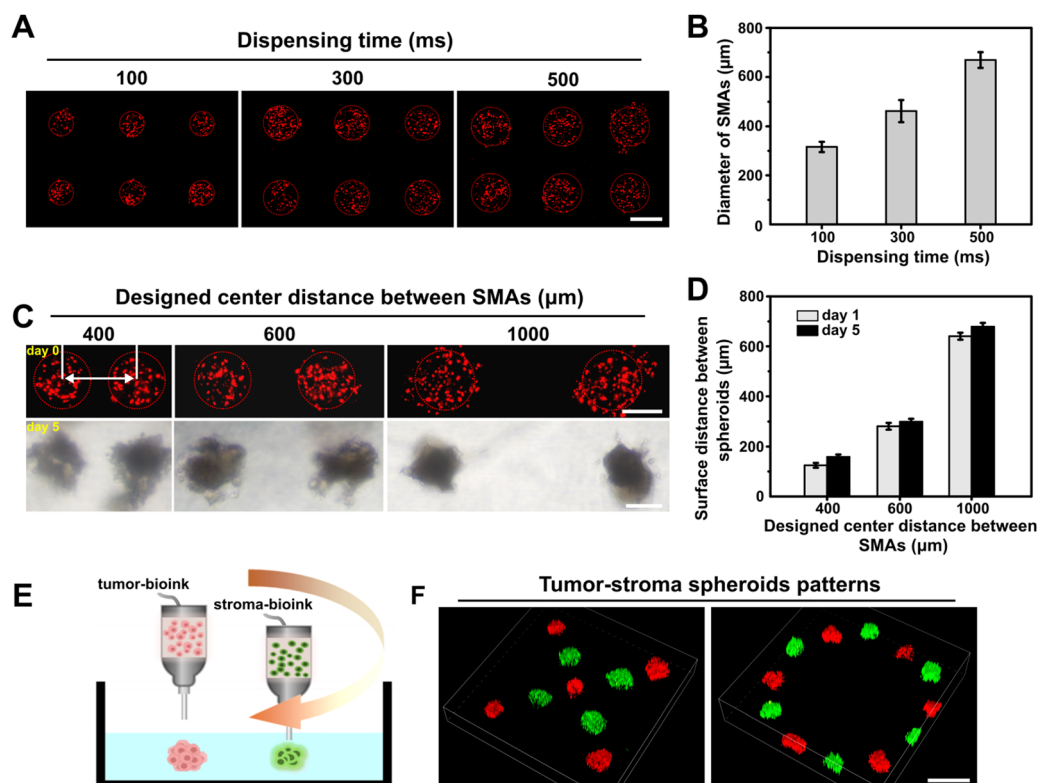 A
Dispensing time (ms)
100 300 500
B
Diameter of SMAs (μm)
800
600
400
200
0
100 300 500
Dispensing time (ms)
C
Designed center distance between SMAs (μm)
400 600 1000
day 0
day 5
D
Surface distance between
spheroids (μm)
800
600
400
200
0
day 1
day 5
400 600 1000
Designed center distance between
SMAs (μm)
E
tumor-bioink
stroma-bioink
F
Tumor-stroma spheroids patterns